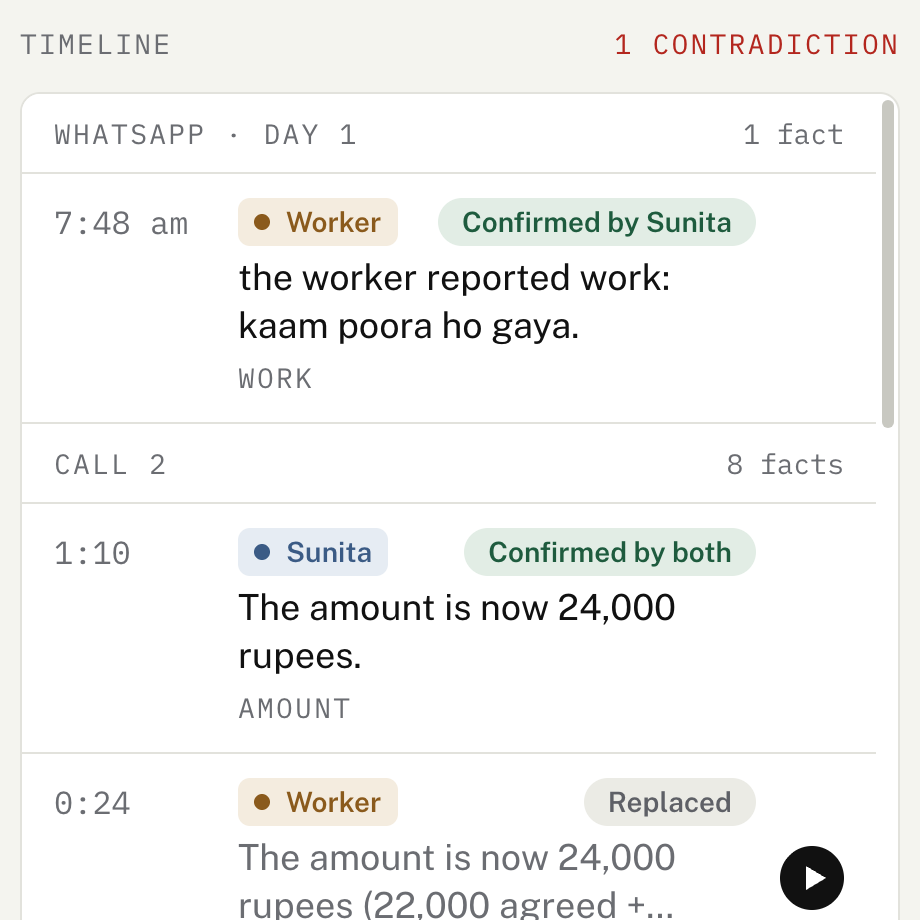 TIMELINE 1 CONTRADICTION
WHATSAPP · DAY 1 1 fact
7:48 am Worker Confirmed by Sunita
the worker reported work:
kaam poora ho gaya.
WORK
CALL 2 8 facts
1:10 Sunita Confirmed by both
The amount is now 24,000
rupees.
AMOUNT
0:24 Worker Replaced
The amount is now 24,000
rupees (22,000 agreed +...